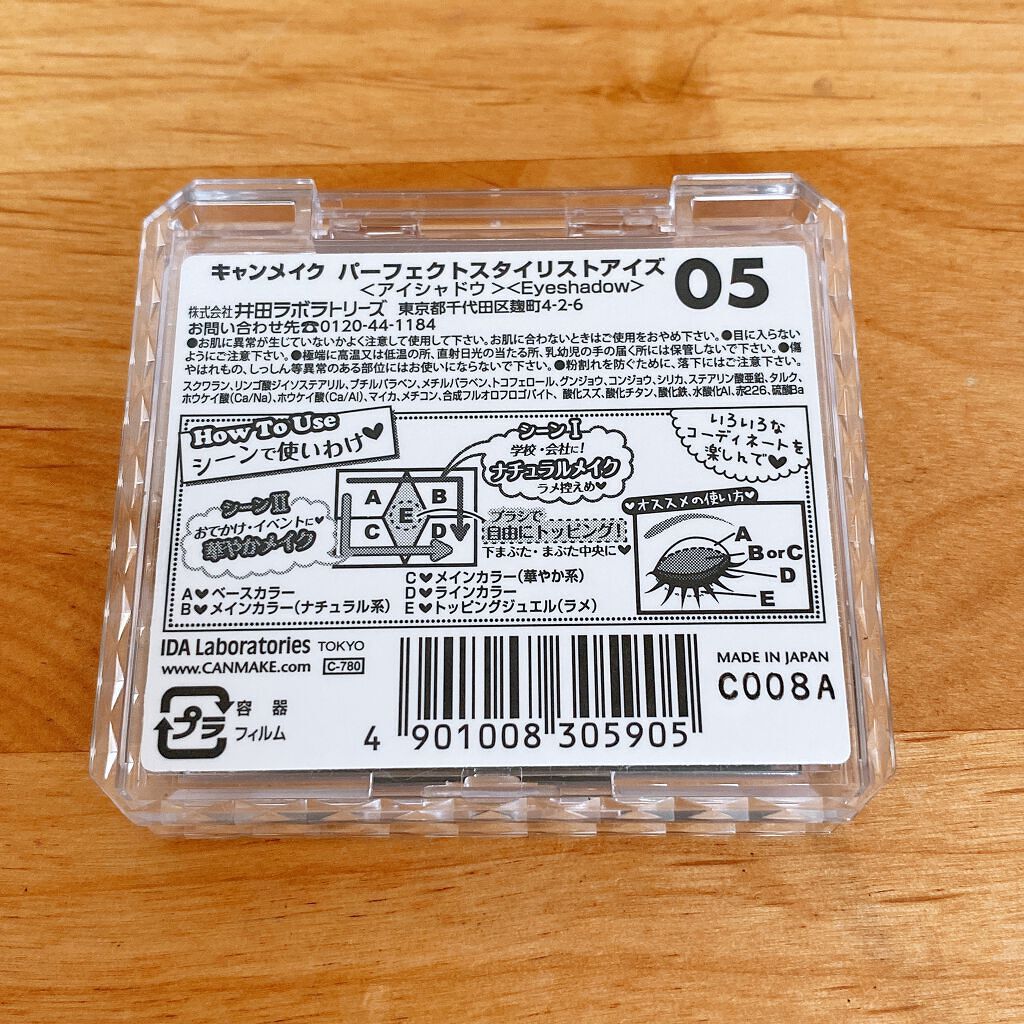 キャンメイク パーフェクトスタイリストアイズ 05
<アイシャドウ><Eyeshadow>
株式会社 井田ラボラトリーズ 東京都千代田区麹町4-2-6
お問い合わせ先☎0120-44-1184
●お肌に異常が生じていないかよく注意して使用して下さい。お肌に合わないときはご使用をおやめ下さい。●目に入らない
ようにご注意下さい。●極端に高温又は低温の所、直射日光の当たる所、乳幼児の手の届く所には保管しないで下さい。●傷
やはれもの、しっしん等異常のある部位にはお使いにならないで下さい。●粉割れを防ぐために、落下にはご注意下さい。
スクワラン、リンゴ酸ジイソステアリル、ブチルパラベン、メチルパラベン、トコフェロール、グンジョウ、コンジョウ、シリカ、ステアリン酸亜鉛、タルク、
ホウケイ酸(Ca/Na)、ホウケイ酸(Ca/Al)、マイカ、メチコン、合成フルオロフロゴパイト、酸化スズ、酸化チタン、酸化鉄、水酸化Al、赤226、硫酸Ba
How To Use
シーンで使いわけ♥
シーンI
学校・会社に!
ナチュラルメイク
ラメ控えめ♥
いろいろな
コーディネートを
楽しんで♥
シーンII
おでかけ・イベントに♥
華やかメイク
A B
C E D
ブラシで
自由にトッピング!
下まぶた・まぶた中央に♥
♥オススメの使い方♥
A
B or C
D
E
A♥ベースカラー
B♥メインカラー(ナチュラル系)
C♥メインカラー(華やか系)
D♥ラインカラー
E♥トッピングジュエル(ラメ)
IDA Laboratories TOKYO
www.CANMAKE.com C-780
プラ
容器
フィルム
4 901008 305905
MADE IN JAPAN
C008A